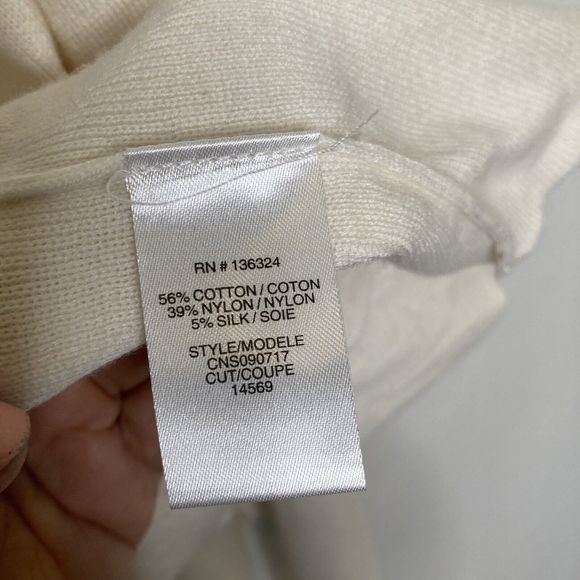 RN # 136324
56% COTTON / COTON
39% NYLON / NYLON
5% SILK / SOIE
STYLE/MODELE
CNS090717
CUT/COUPE
14569